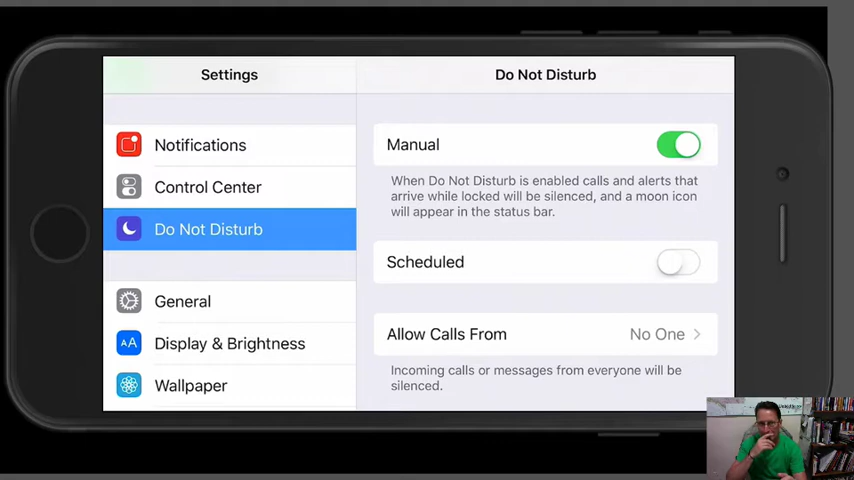 Settings
Do Not Disturb
Notifications
Control Center
Do Not Disturb
General
AA
Display & Brightness
Wallpaper
Manual
When Do Not Disturb is enabled calls and alerts that
arrive while locked will be silenced, and a moon icon
will appear in the status bar.
Scheduled
Allow Calls From No One
Incoming calls or messages from everyone will be
silenced.